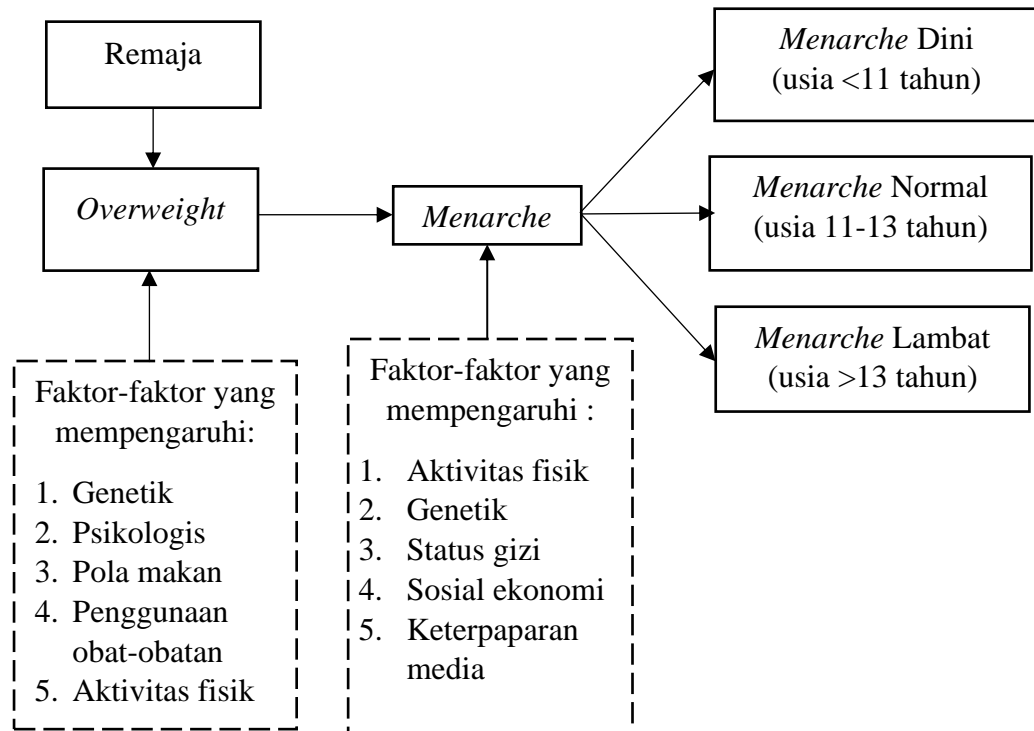 Remaja
Overweight
Menarche
Menarche Dini
(usia <11 tahun)
Menarche Normal
(usia 11-13 tahun)
Menarche Lambat
(usia >13 tahun)
Faktor-faktor yang
mempengaruhi:
1. Genetik
2. Psikologis
3. Pola makan
4. Penggunaan
obat-obatan
5. Aktivitas fisik
Faktor-faktor yang
mempengaruhi :
1. Aktivitas fisik
2. Genetik
3. Status gizi
4. Sosial ekonomi
5. Keterpaparan
media